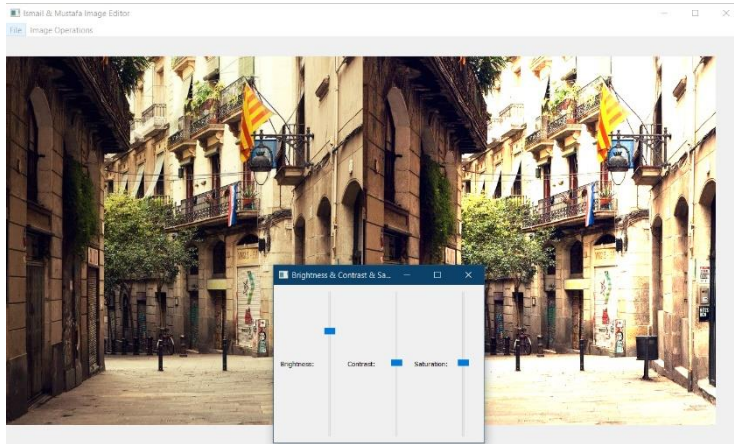 Ismail & Mustafa Image Editor
File Image Operations
Brightness & Contrast & Sa...
Brightness:
Contrast:
Saturation: